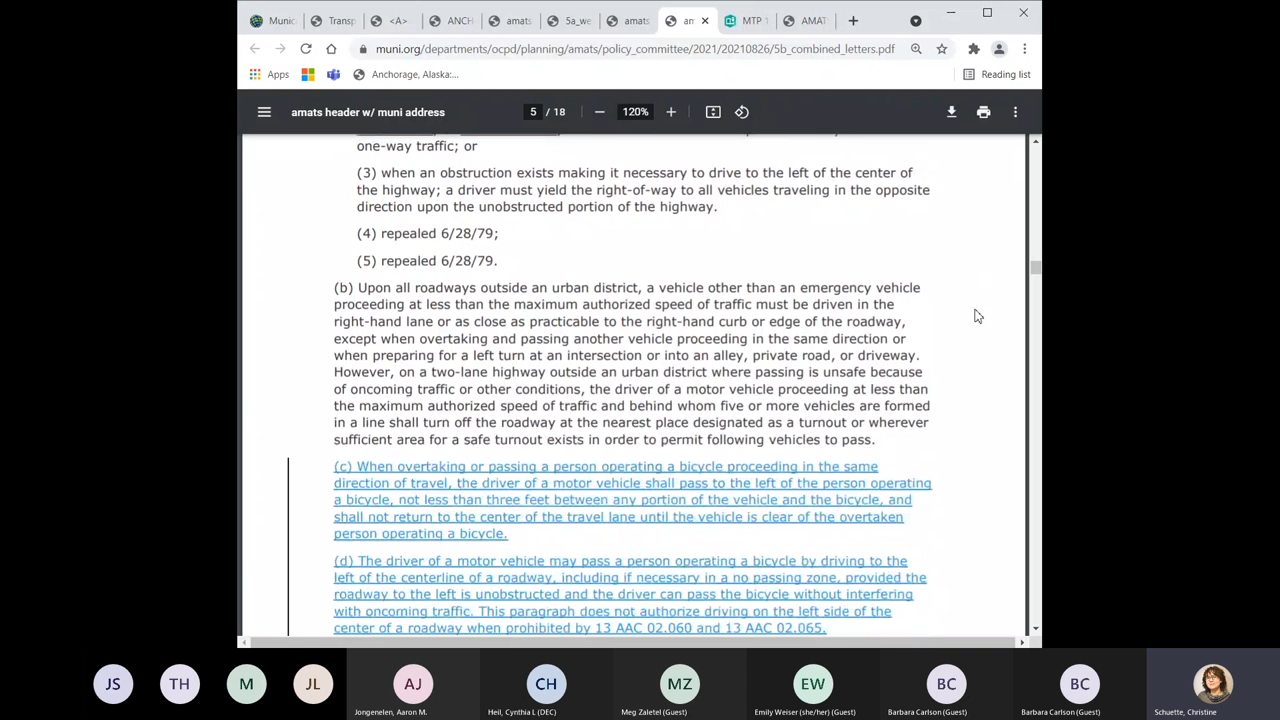 Munic
Transp
<A>
ANCH
amats
5a_we
amats
am
MTP
AMAT
muni.org/departments/ocpd/planning/amats/policy_committee/2021/20210826/5b_combined_letters.pdf
Apps
Anchorage, Alaska:...
Reading list
amats header w/ muni address
5 / 18
120%
one-way traffic; or
(3) when an obstruction exists making it necessary to drive to the left of the center of
the highway; a driver must yield the right-of-way to all vehicles traveling in the opposite
direction upon the unobstructed portion of the highway.
(4) repealed 6/28/79;
(5) repealed 6/28/79.
(b) Upon all roadways outside an urban district, a vehicle other than an emergency vehicle
proceeding at less than the maximum authorized speed of traffic must be driven in the
right-hand lane or as close as practicable to the right-hand curb or edge of the roadway,
except when overtaking and passing another vehicle proceeding in the same direction or
when preparing for a left turn at an intersection or into an alley, private road, or driveway.
However, on a two-lane highway outside an urban district where passing is unsafe because
of oncoming traffic or other conditions, the driver of a motor vehicle proceeding at less than
the maximum authorized speed of traffic and behind whom five or more vehicles are formed
in a line shall turn off the roadway at the nearest place designated as a turnout or wherever
sufficient area for a safe turnout exists in order to permit following vehicles to pass.
(c) When overtaking or passing a person operating a bicycle proceeding in the same
direction of travel, the driver of a motor vehicle shall pass to the left of the person operating
a bicycle, not less than three feet between any portion of the vehicle and the bicycle, and
shall not return to the center of the travel lane until the vehicle is clear of the overtaken
person operating a bicycle.
(d) The driver of a motor vehicle may pass a person operating a bicycle by driving to the
left of the centerline of a roadway, including if necessary in a no passing zone, provided the
roadway to the left is unobstructed and the driver can pass the bicycle without interfering
with oncoming traffic. This paragraph does not authorize driving on the left side of the
center of a roadway when prohibited by 13 AAC 02.060 and 13 AAC 02.065.
JS
TH
M
JL
AJ
CH
MZ
EW
BC
BC
Jongenelen, Aaron M.
Heil, Cynthia L (DEC)
Meg Zaletel (Guest)
Emily Weiser (she/her) (Guest)
Barbara Carlson (Guest)
Barbara Carlson (Guest)
Schuette, Christine